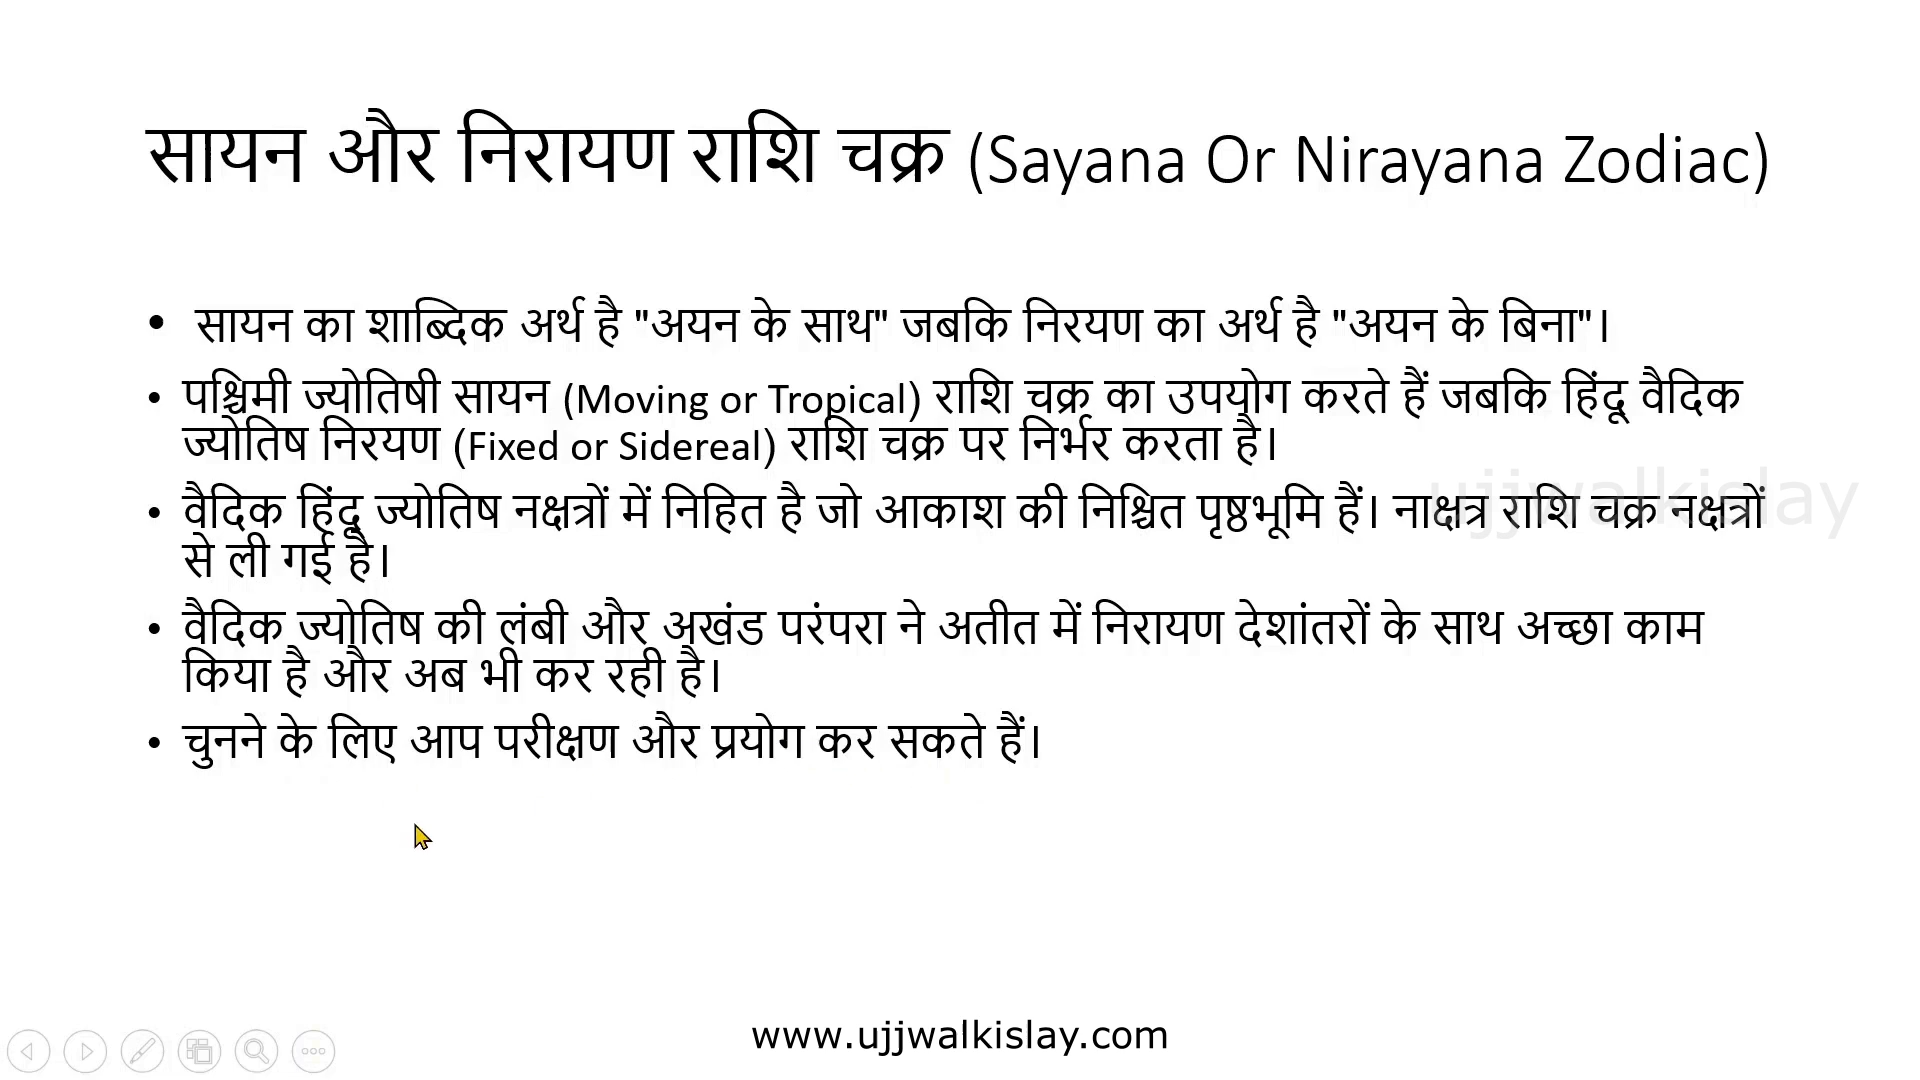 सायन और निरायण राशि चक्र (Sayana Or Nirayana Zodiac)
• सायन का शाब्दिक अर्थ है "अयन के साथ" जबकि निरयण का अर्थ है "अयन के बिना"।
• पश्चिमी ज्योतिषी सायन (Moving or Tropical) राशि चक्र का उपयोग करते हैं जबकि हिंदू वैदिक
ज्योतिष निरयण (Fixed or Sidereal) राशि चक्र पर निर्भर करता है।
• वैदिक हिंदू ज्योतिष नक्षत्रों में निहित है जो आकाश की निश्चित पृष्ठभूमि हैं। नाक्षत्र राशि चक्र नक्षत्रों
से ली गई है।
ujjwalkislay
• वैदिक ज्योतिष की लंबी और अखंड परंपरा ने अतीत में निरायण देशांतरों के साथ अच्छा काम
किया है और अब भी कर रही है।
• चुनने के लिए आप परीक्षण और प्रयोग कर सकते हैं।
www.ujjwalkislay.com